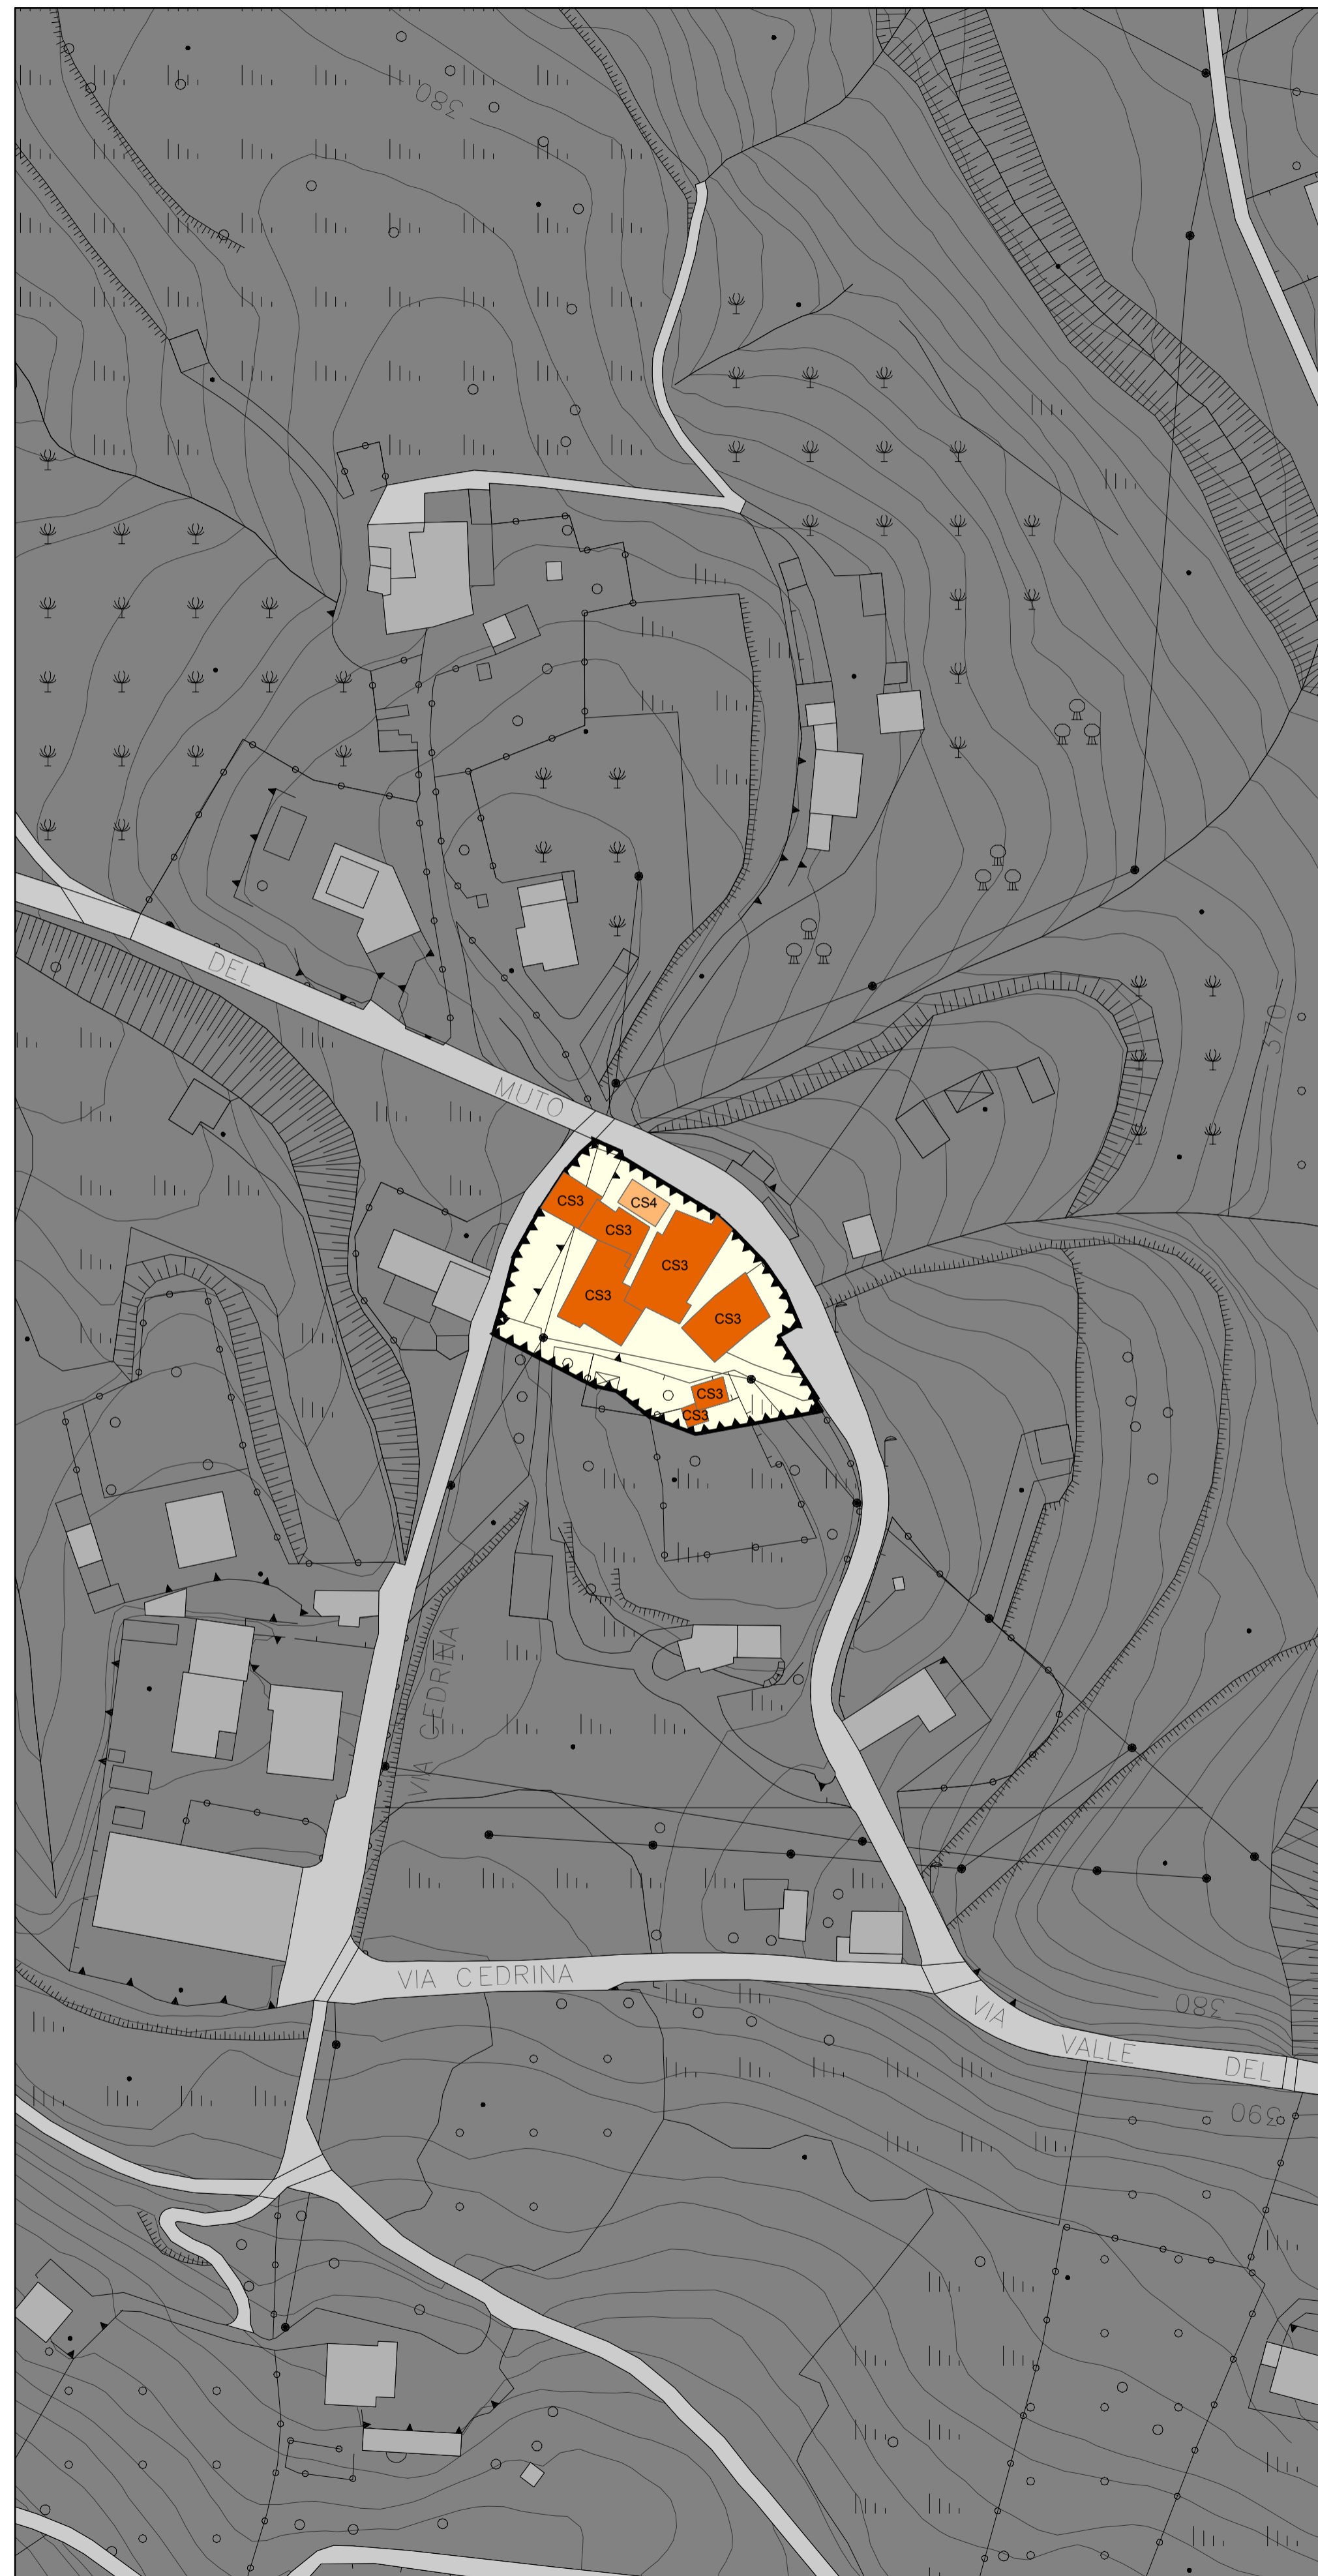 380
DEL
MUTO
370
CS3
CS4
CS3
CS3
CS3
CS3
CS3
CS3
VIA CEDRINA
VIA CEDRINA
VIA
VALLE
DEL
380
390